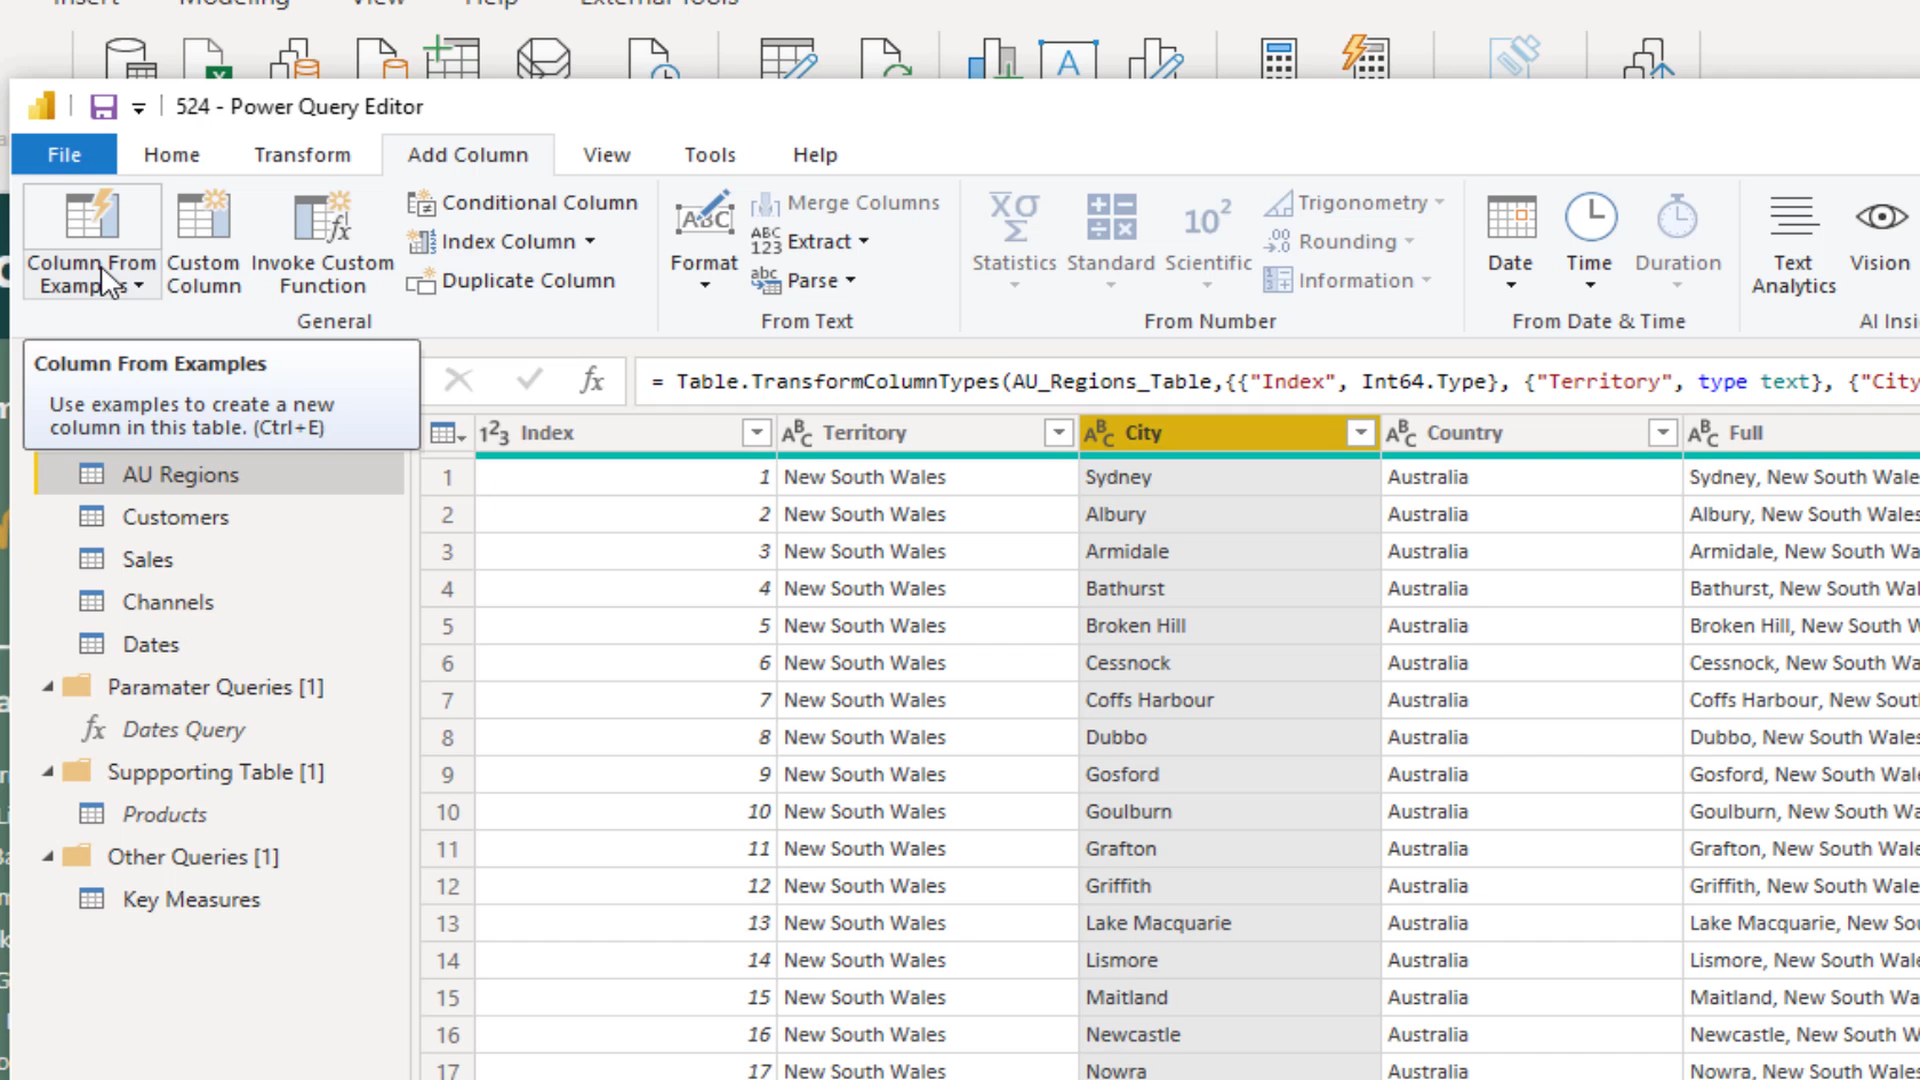 Insert Modeling View Help External Tools
524 - Power Query Editor
File Home Transform Add Column View Tools Help
Column From Examples
Custom Column
Invoke Custom Function
Conditional Column
Index Column
Duplicate Column
General
Format
Merge Columns
Extract
Parse
From Text
Statistics
Standard
Scientific
Trigonometry
Rounding
Information
From Number
Date
Time
Duration
From Date & Time
Text Analytics
Vision
AI Insi
Column From Examples
Use examples to create a new
column in this table. (Ctrl+E)
= Table.TransformColumnTypes(AU_Regions_Table,{{"Index", Int64.Type}, {"Territory", type text}, {"City
AU Regions
Customers
Sales
Channels
Dates
Paramater Queries [1]
Dates Query
Suppporting Table [1]
Products
Other Queries [1]
Key Measures
Index Territory City Country Full
1 1 New South Wales Sydney Australia Sydney, New South Wale
2 2 New South Wales Albury Australia Albury, New South Wales
3 3 New South Wales Armidale Australia Armidale, New South Wa
4 4 New South Wales Bathurst Australia Bathurst, New South Wal
5 5 New South Wales Broken Hill Australia Broken Hill, New South W
6 6 New South Wales Cessnock Australia Cessnock, New South Wa
7 7 New South Wales Coffs Harbour Australia Coffs Harbour, New Sout
8 8 New South Wales Dubbo Australia Dubbo, New South Wales
9 9 New South Wales Gosford Australia Gosford, New South Wale
10 10 New South Wales Goulburn Australia Goulburn, New South Wa
11 11 New South Wales Grafton Australia Grafton, New South Wale
12 12 New South Wales Griffith Australia Griffith, New South Wales
13 13 New South Wales Lake Macquarie Australia Lake Macquarie, New Sou
14 14 New South Wales Lismore Australia Lismore, New South Wale
15 15 New South Wales Maitland Australia Maitland, New South Wal
16 16 New South Wales Newcastle Australia Newcastle, New South W
17 17 New South Wales Nowra Australia Nowra, New South Wales